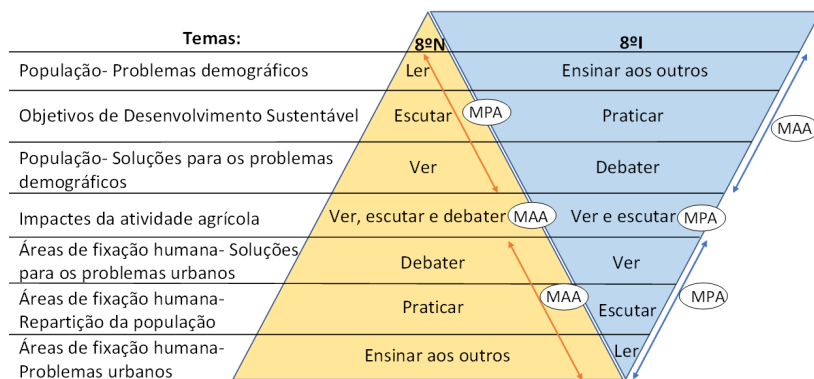 Temas: 8ºN 8ºI
População- Problemas demográficos Ler Ensinar aos outros
Objetivos de Desenvolvimento Sustentável Escutar MPA Praticar MAA
População- Soluções para os problemas
demográficos Ver Debater
Impactes da atividade agrícola Ver, escutar e debater MAA Ver e escutar MPA
Áreas de fixação humana- Soluções
para os problemas urbanos Debater Ver
Áreas de fixação humana-
Repartição da população Praticar MAA Escutar MPA
Áreas de fixação humana-
Problemas urbanos Ensinar aos outros Ler